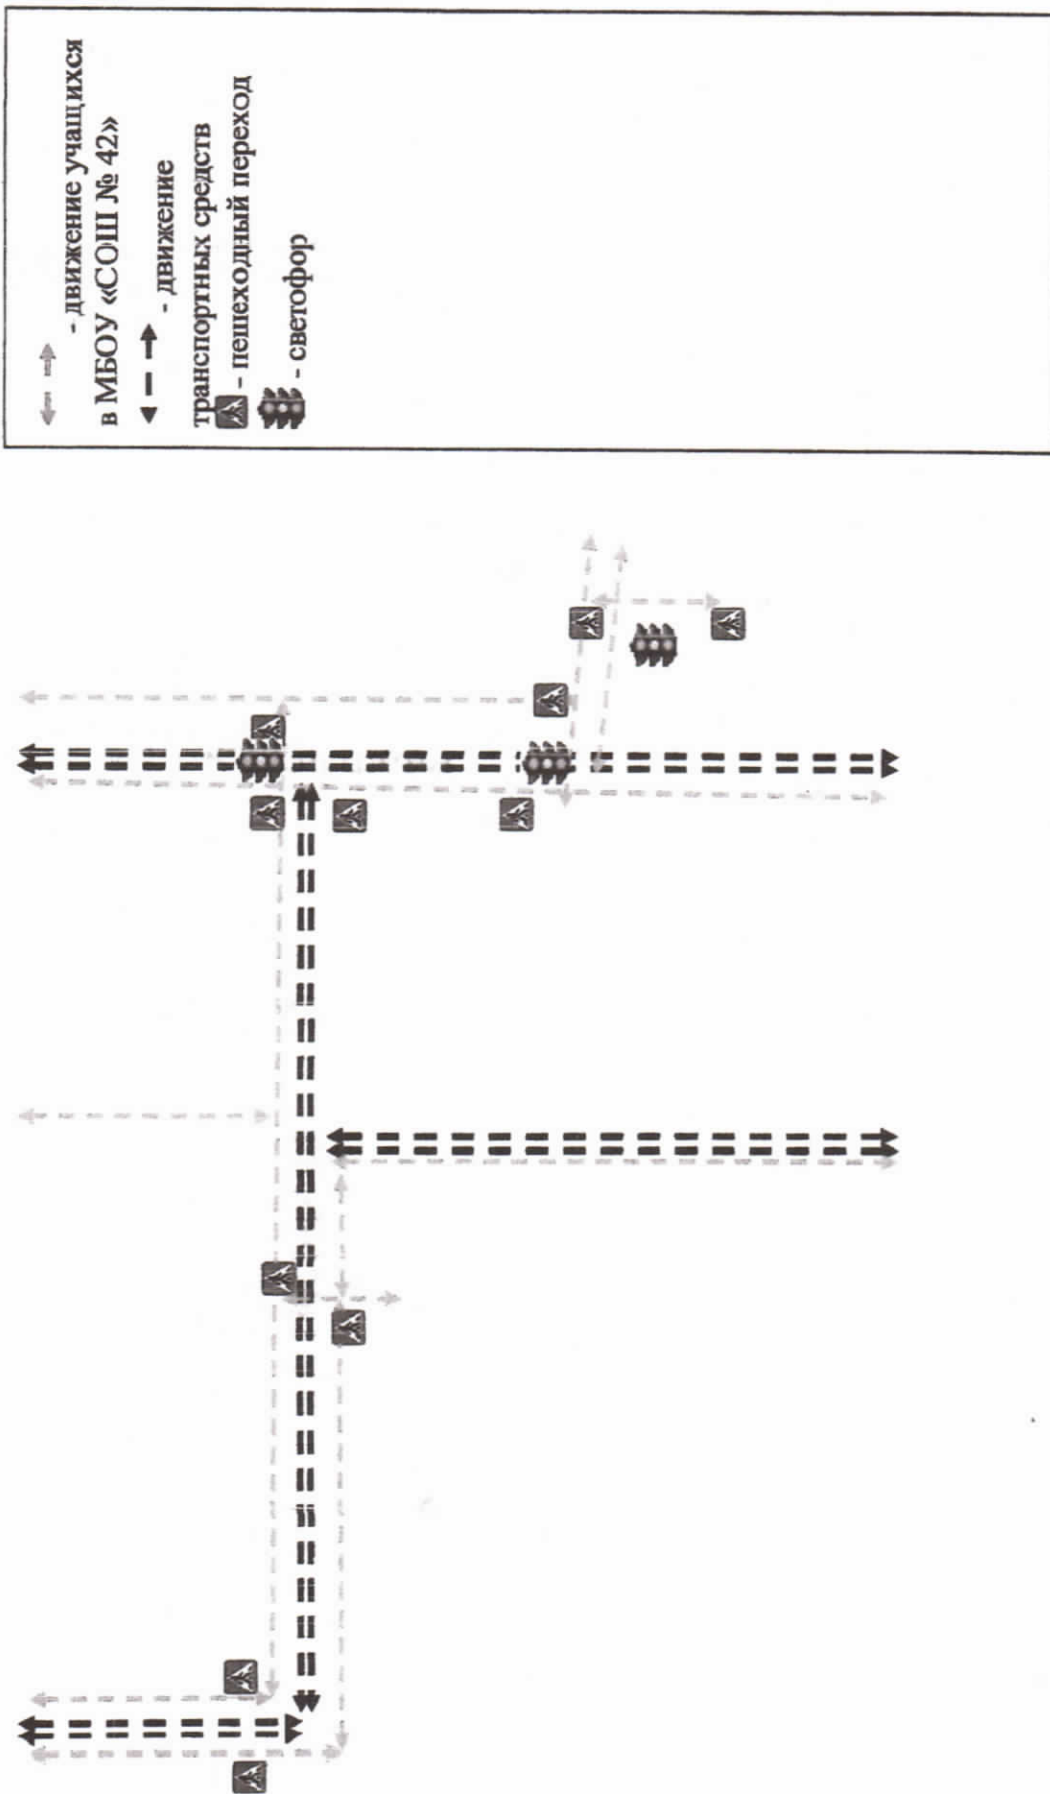 - движение учащихся
в МБОУ «СОШ № 42»
- движение
транспортных средств
- пешеходный переход
- светофор